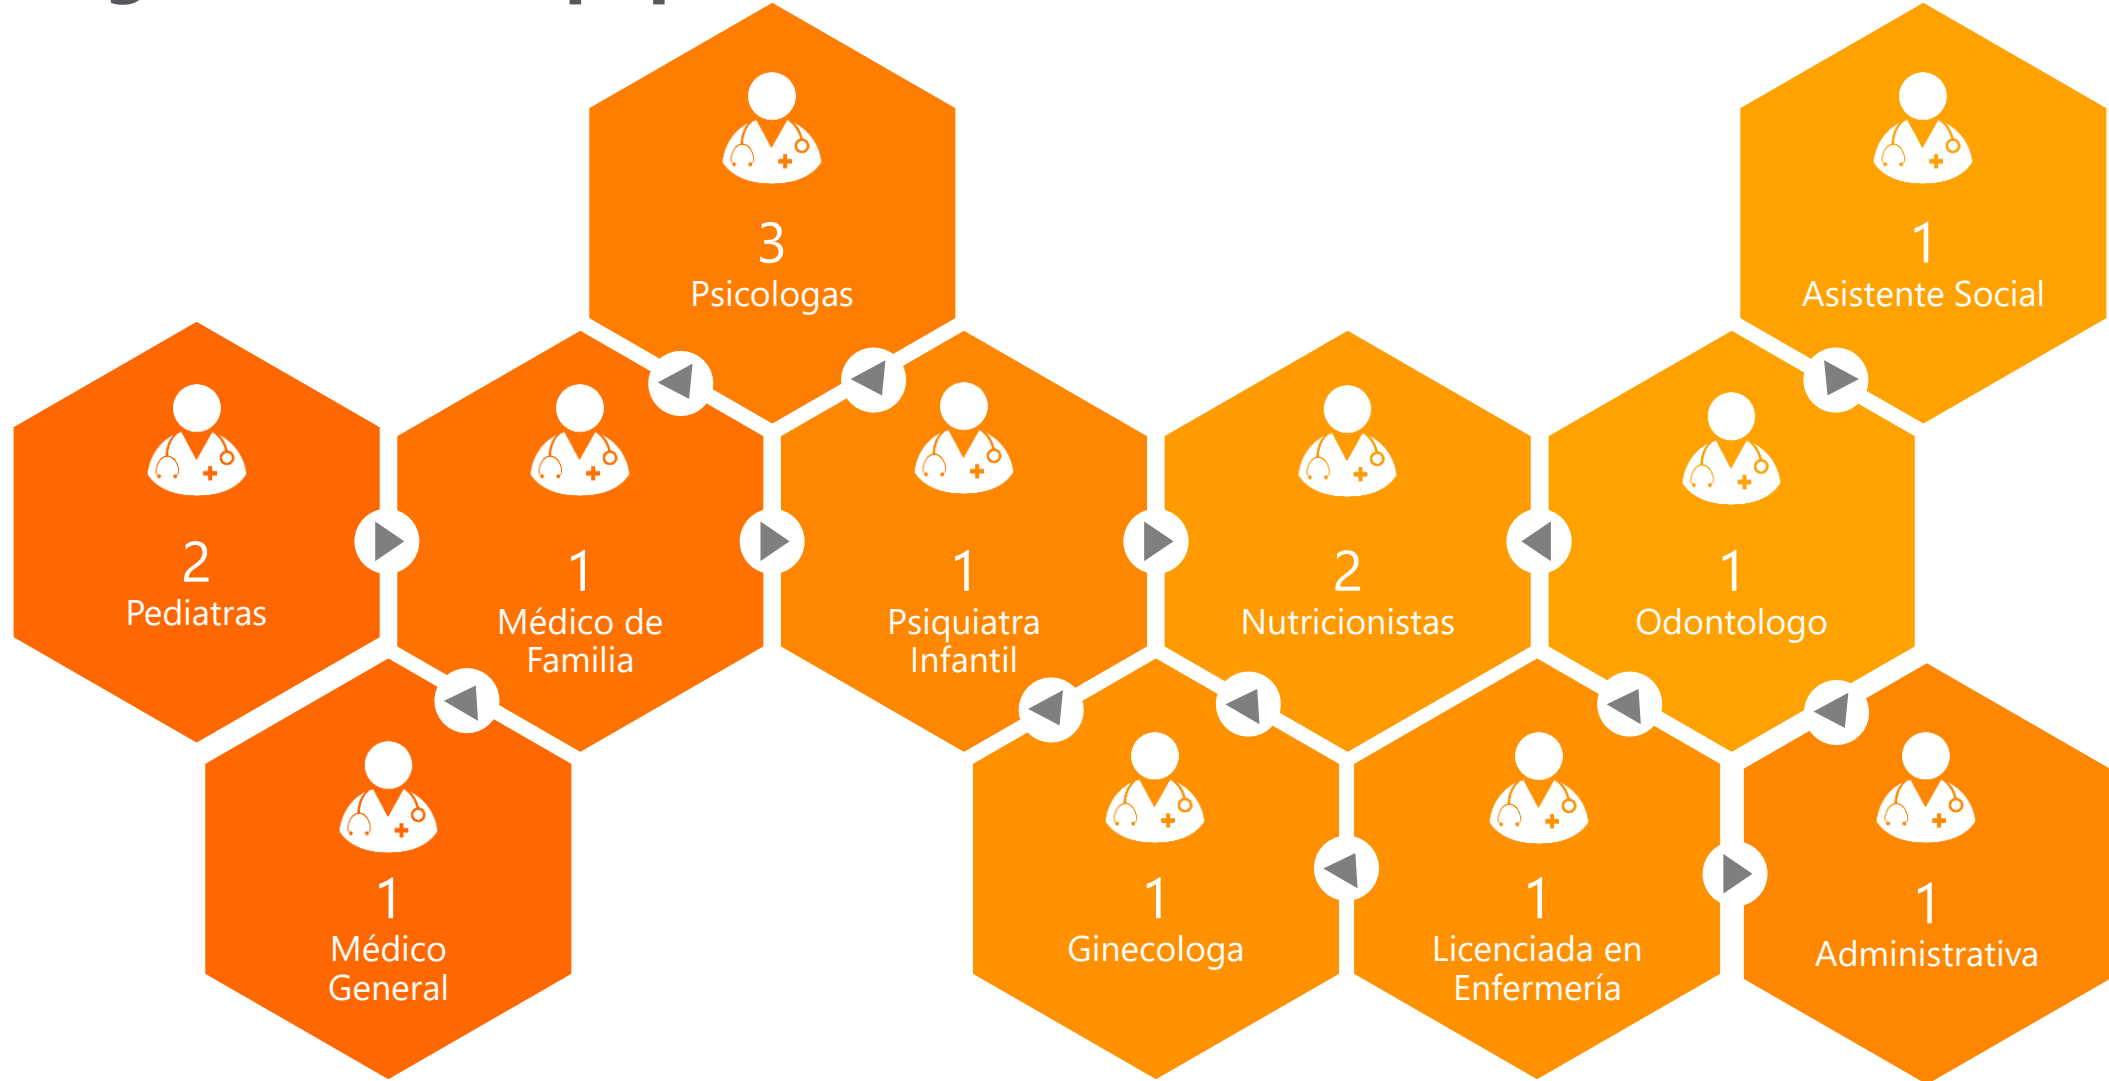 3
Psicologas
1
Asistente Social
2
Pediatras
1
Médico de
Familia
1
Psiquiatra
Infantil
2
Nutricionistas
1
Odontologo
1
Médico
General
1
Ginecologa
1
Licenciada en
Enfermería
1
Administrativa